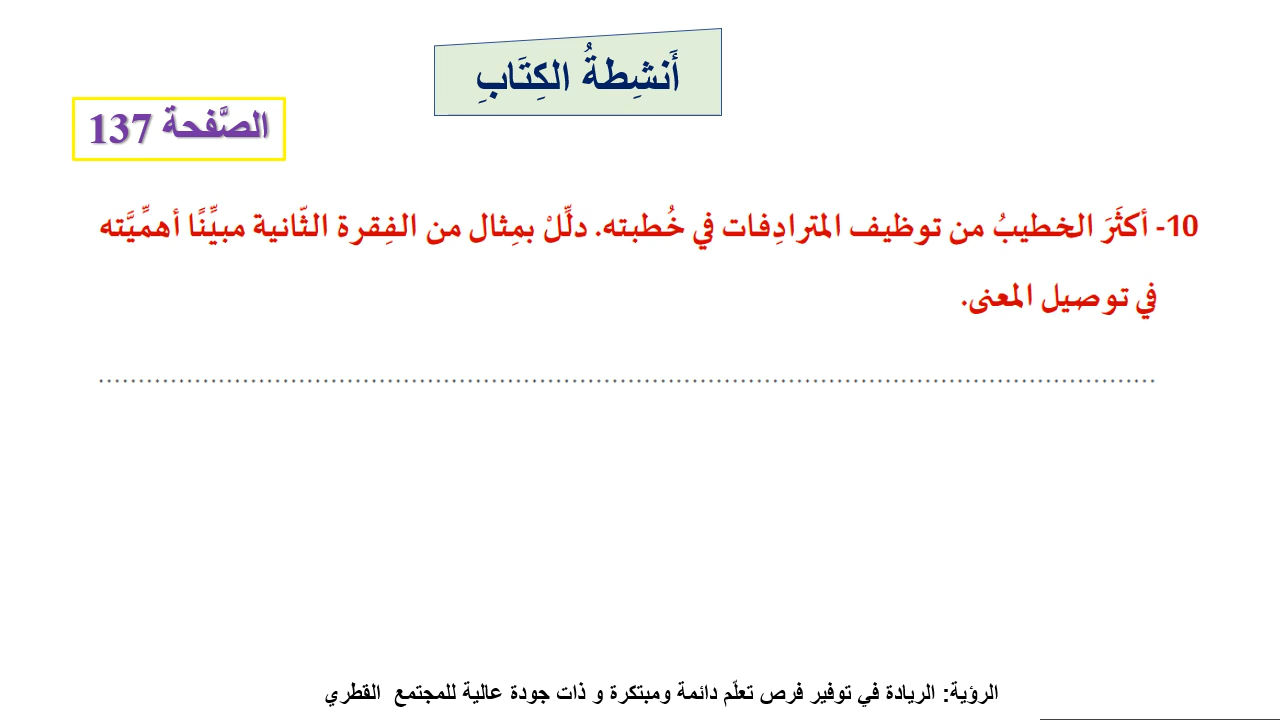 أَنشِطةُ الكِتَابِ
الصَّفحة 137
10- أكثَرَ الخطيبُ من توظيف المترادِفات في خُطبته. دلِّلْ بمِثال من الفِقرة الثّانية مبيِّنًا أهمِّيَّته
في توصيل المعنى.
الرؤية: الريادة في توفير فرص تعلّم دائمة ومبتكرة و ذات جودة عالية للمجتمع القطري